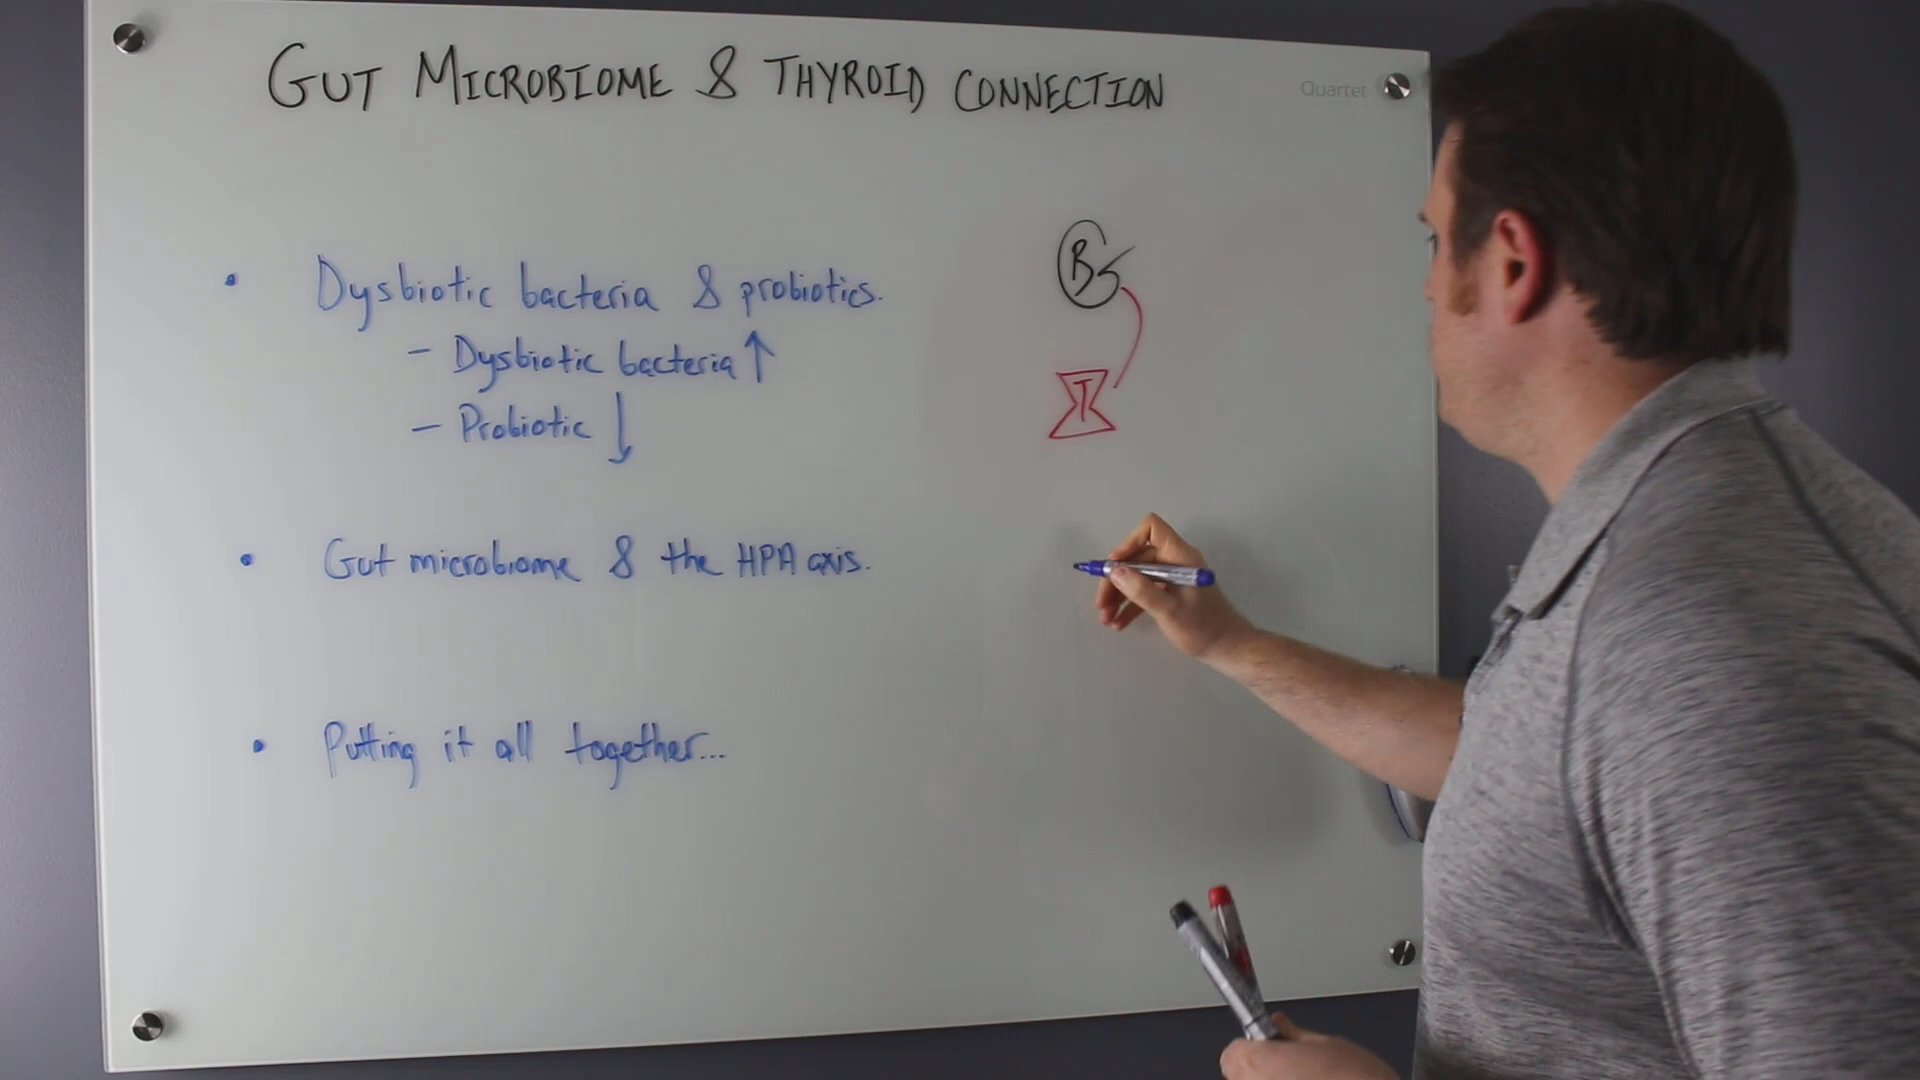 GUT MICROBIOME & THYROID CONNECTION
Quartet
• Dysbiotic bacteria & probiotics.
- Dysbiotic bacteria ↑
- Probiotic ↓
B
T
• Gut microbiome & the HPA axis.
• Putting it all together...